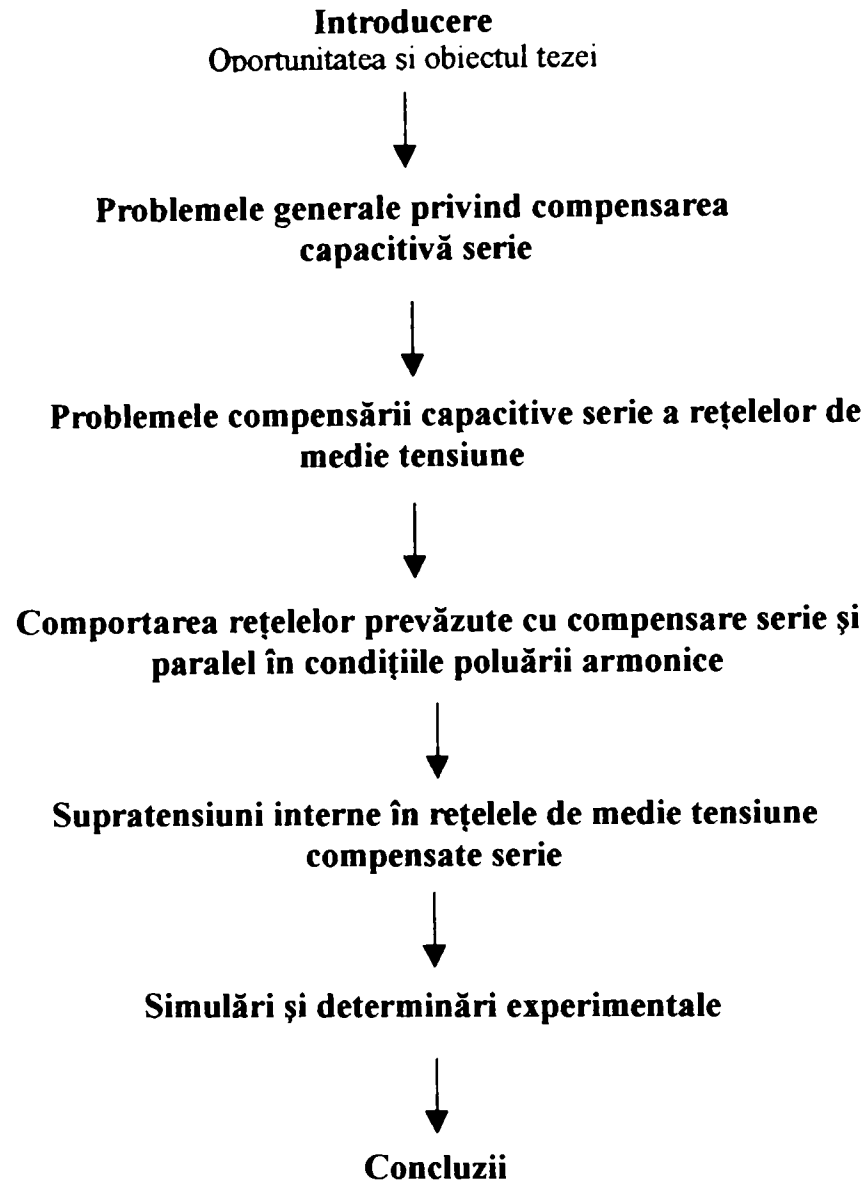 Introducere
Oportunitatea si obiectul tezei
Problemele generale privind compensarea
capacitivă serie
Problemele compensării capacitive serie a reţelelor de
medie tensiune
Comportarea reţelelor prevăzute cu compensare serie şi
paralel în condiţiile poluării armonice
Supratensiuni interne în reţelele de medie tensiune
compensate serie
Simulări şi determinări experimentale
Concluzii